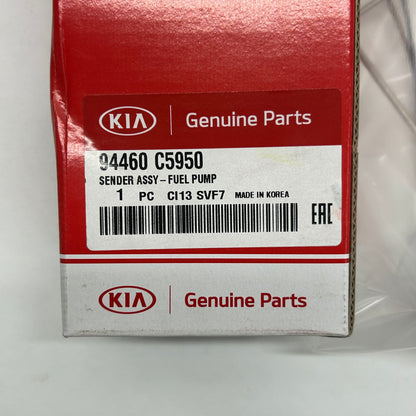 KIA Genuine Parts
94460 C5950
SENDER ASSY-FUEL PUMP
1 PC CI13 SVF7 MADE IN KOREA
EAC
KIA Genuine Parts